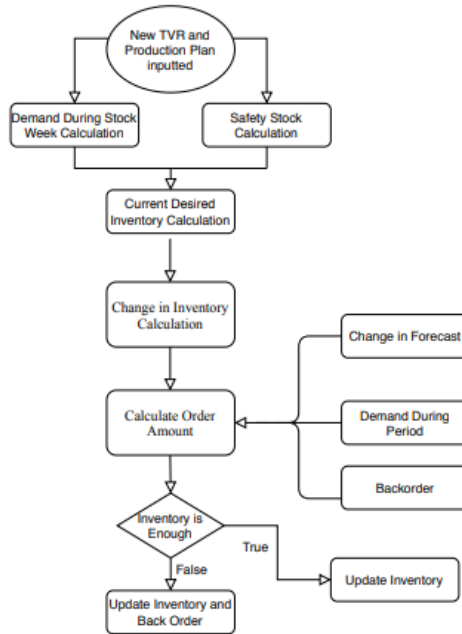 New TVR and
Production Plan
inputted
Demand During Stock
Week Calculation
Safety Stock
Calculation
Current Desired
Inventory Calculation
Change in Inventory
Calculation
Change in Forecast
Calculate Order
Amount
Demand During
Period
Backorder
Inventory is
Enough
True
False
Update Inventory
Update Inventory and
Back Order